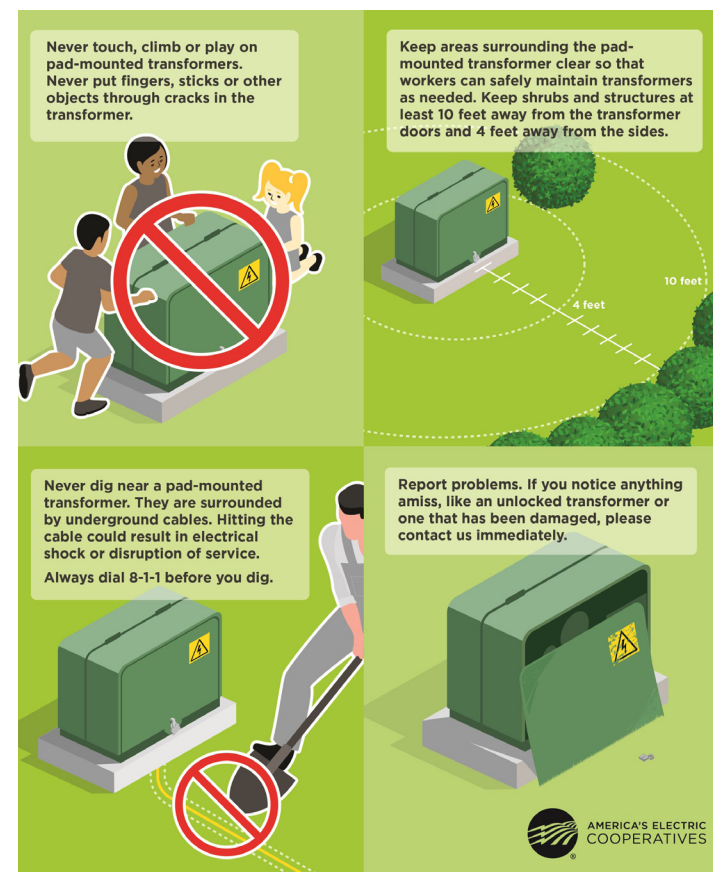 Never touch, climb or play on
pad-mounted transformers.
Never put fingers, sticks or other
objects through cracks in the
transformer.
Keep areas surrounding the pad-
mounted transformer clear so that
workers can safely maintain transformers
as needed. Keep shrubs and structures at
least 10 feet away from the transformer
doors and 4 feet away from the sides.
10 feet
4 feet
Never dig near a pad-mounted
transformer. They are surrounded
by underground cables. Hitting the
cable could result in electrical
shock or disruption of service.
Always dial 8-1-1 before you dig.
Report problems. If you notice anything
amiss, like an unlocked transformer or
one that has been damaged, please
contact us immediately.
AMERICA'S ELECTRIC
COOPERATIVES
®